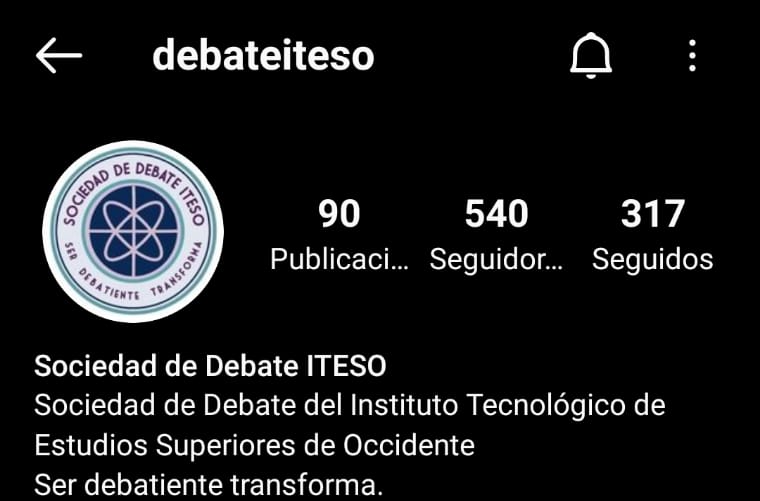 debateiteso
SOCIEDAD DE DEBATE ITESO
SER DEBATIENTE TRANSFORMA
90 540 317
Publicaci... Seguidor... Seguidos
Sociedad de Debate ITESO
Sociedad de Debate del Instituto Tecnológico de
Estudios Superiores de Occidente
Ser debatiente transforma.